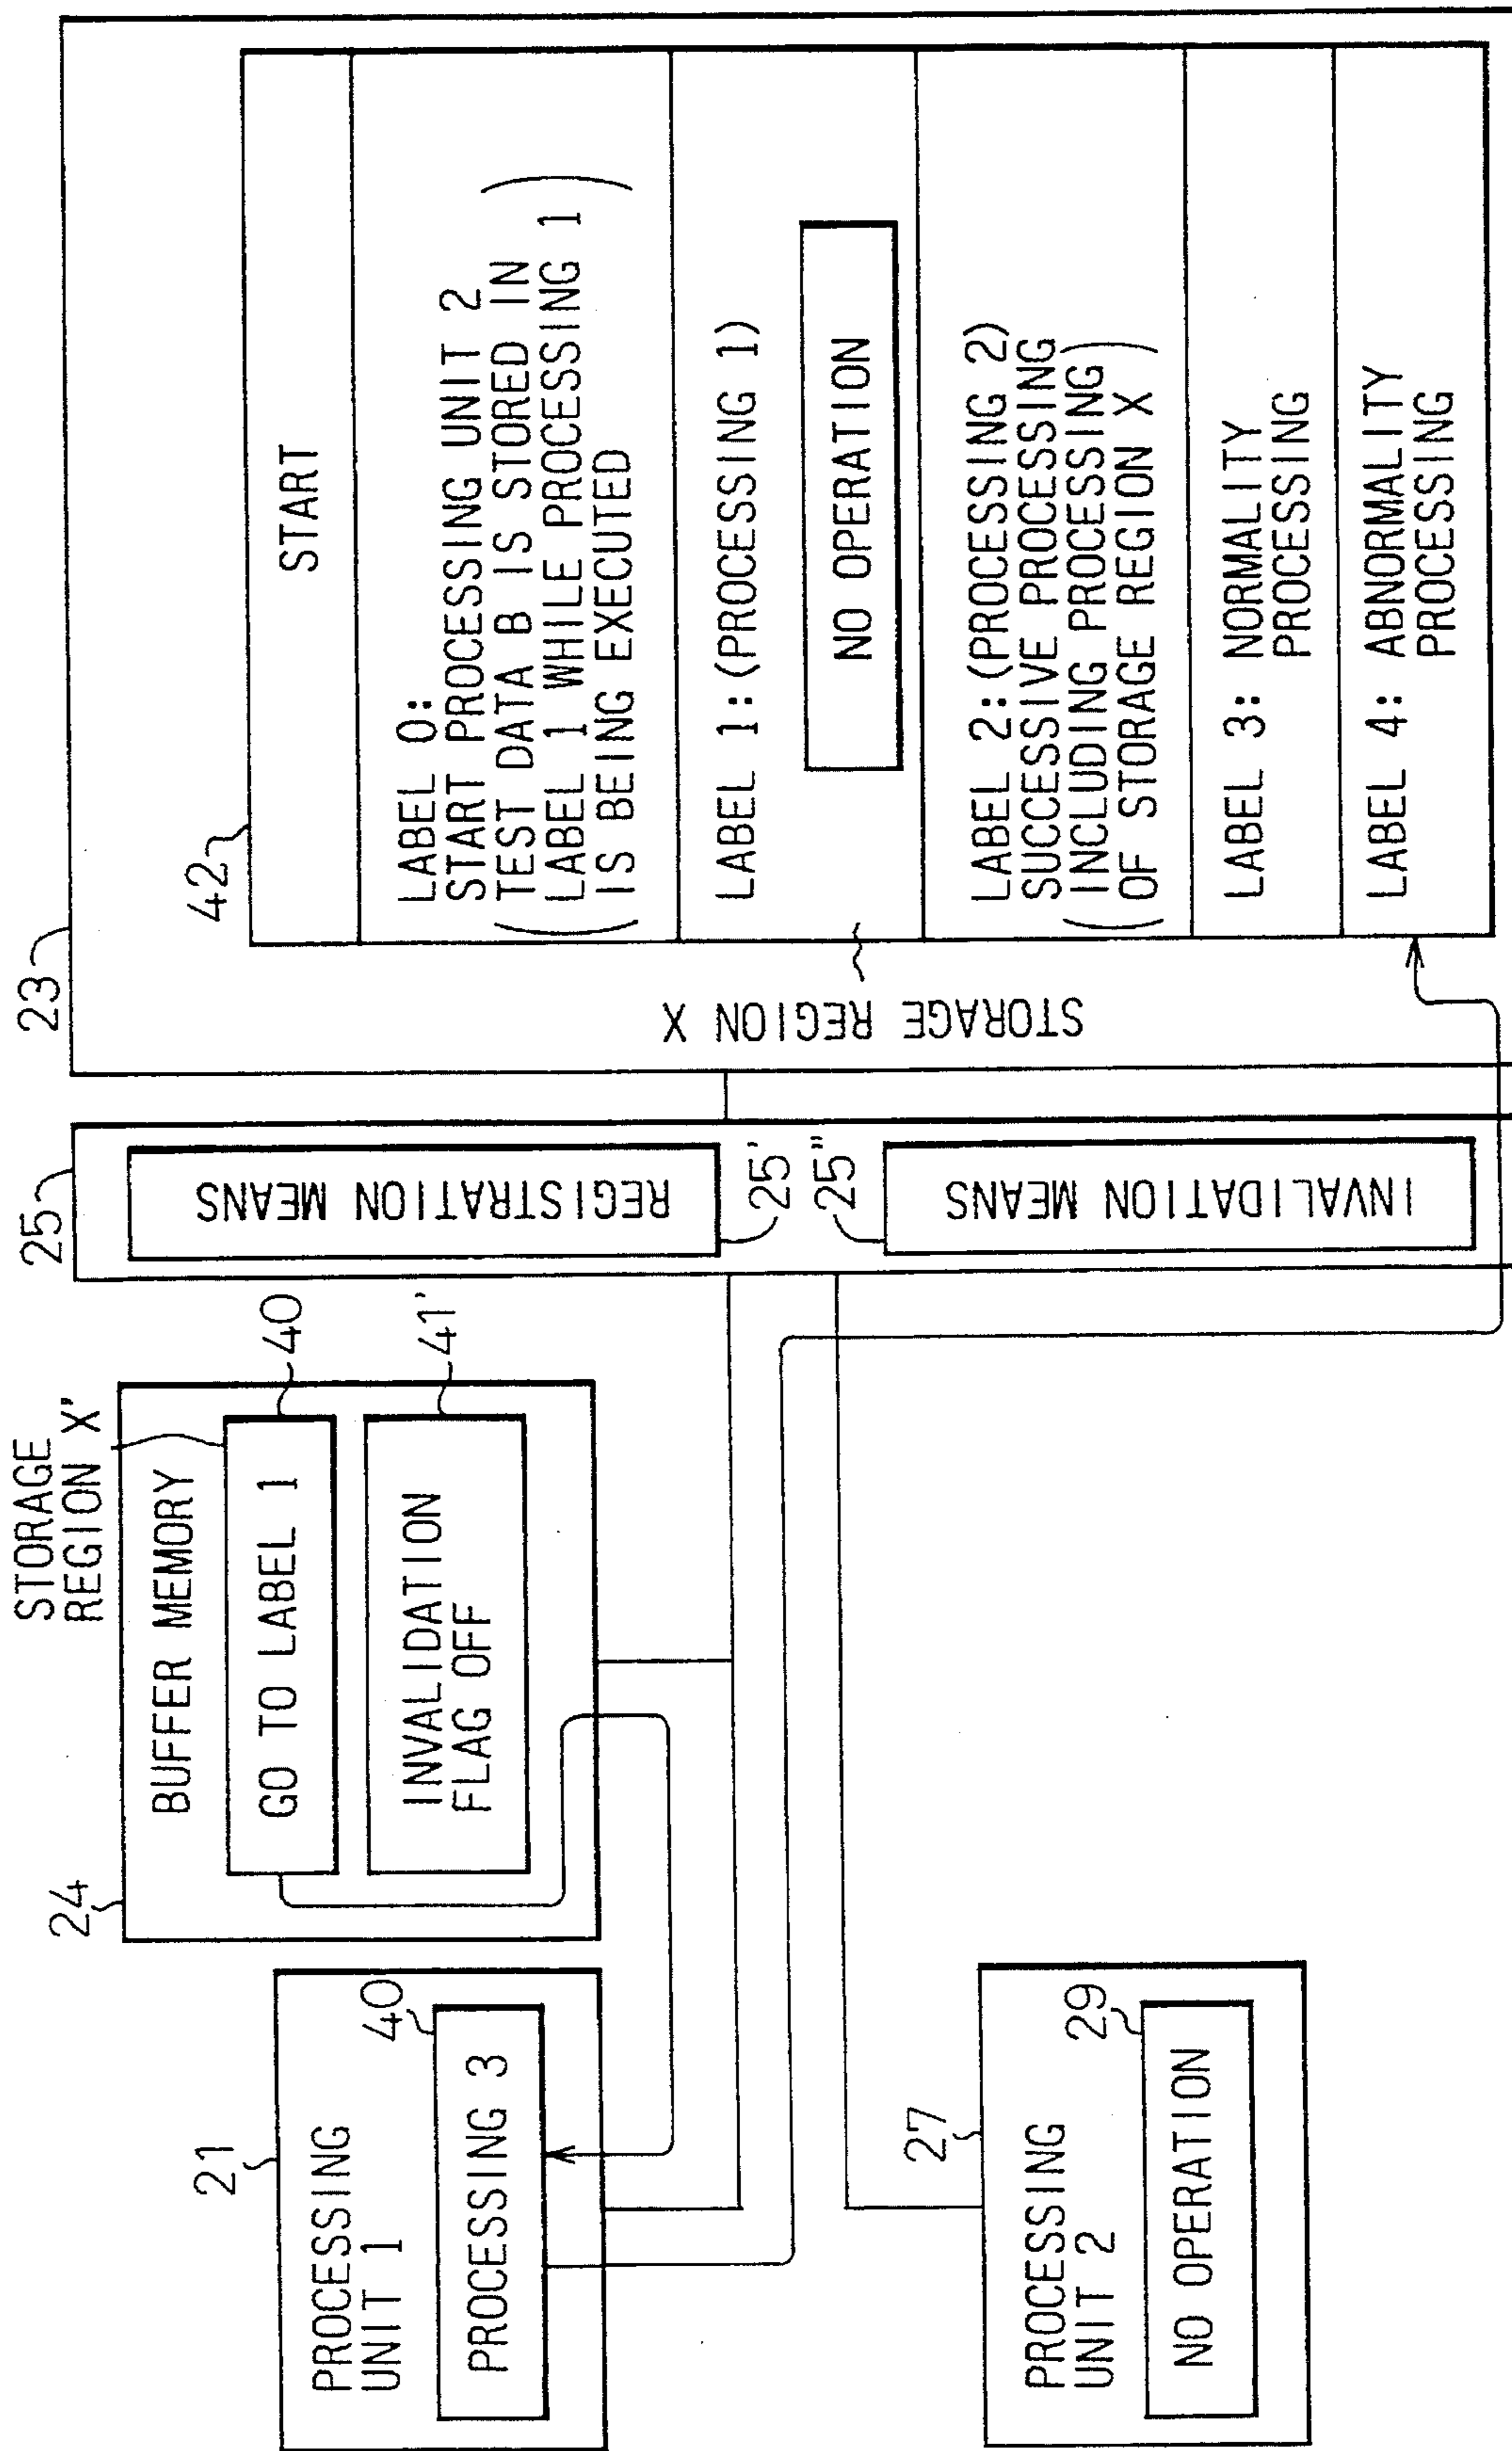 21
PROCESSING
UNIT 1
40
PROCESSING 3
27
PROCESSING
UNIT 2
29
NO OPERATION
24
STORAGE
REGION X'
BUFFER MEMORY
40
GO TO LABEL 1
41'
INVALIDATION
FLAG OFF
25
REGISTRATION MEANS
25'
25"
INVALIDATION MEANS
23
STORAGE REGION X
42
START
LABEL 0:
START PROCESSING UNIT 2
(TEST DATA B IS STORED IN
LABEL 1 WHILE PROCESSING 1
IS BEING EXECUTED)
LABEL 1:(PROCESSING 1)
NO OPERATION
LABEL 2:(PROCESSING 2)
SUCCESSIVE PROCESSING
(INCLUDING PROCESSING
OF STORAGE REGION X)
LABEL 3: NORMALITY
PROCESSING
LABEL 4: ABNORMALITY
PROCESSING